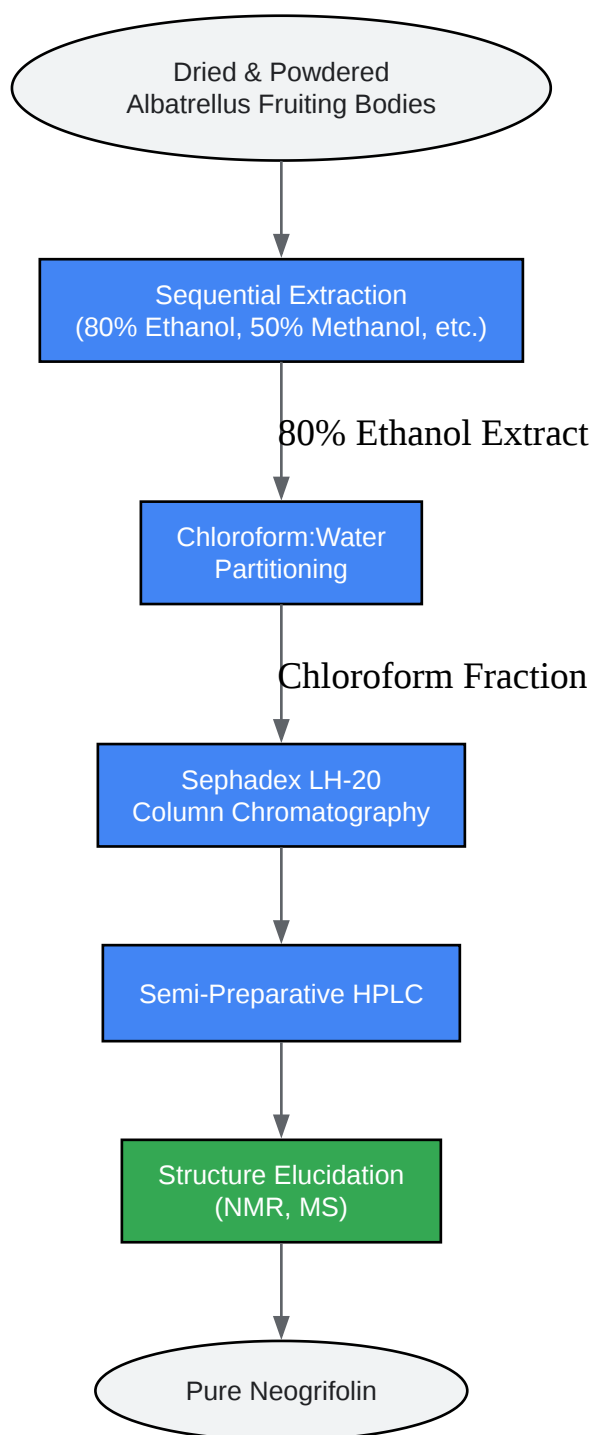 Dried & Powdered
Albatrellus Fruiting Bodies
Sequential Extraction
(80% Ethanol, 50% Methanol, etc.)
80% Ethanol Extract
Chloroform:Water
Partitioning
Chloroform Fraction
Sephadex LH-20
Column Chromatography
Semi-Preparative HPLC
Structure Elucidation
(NMR, MS)
Pure Neogrifolin